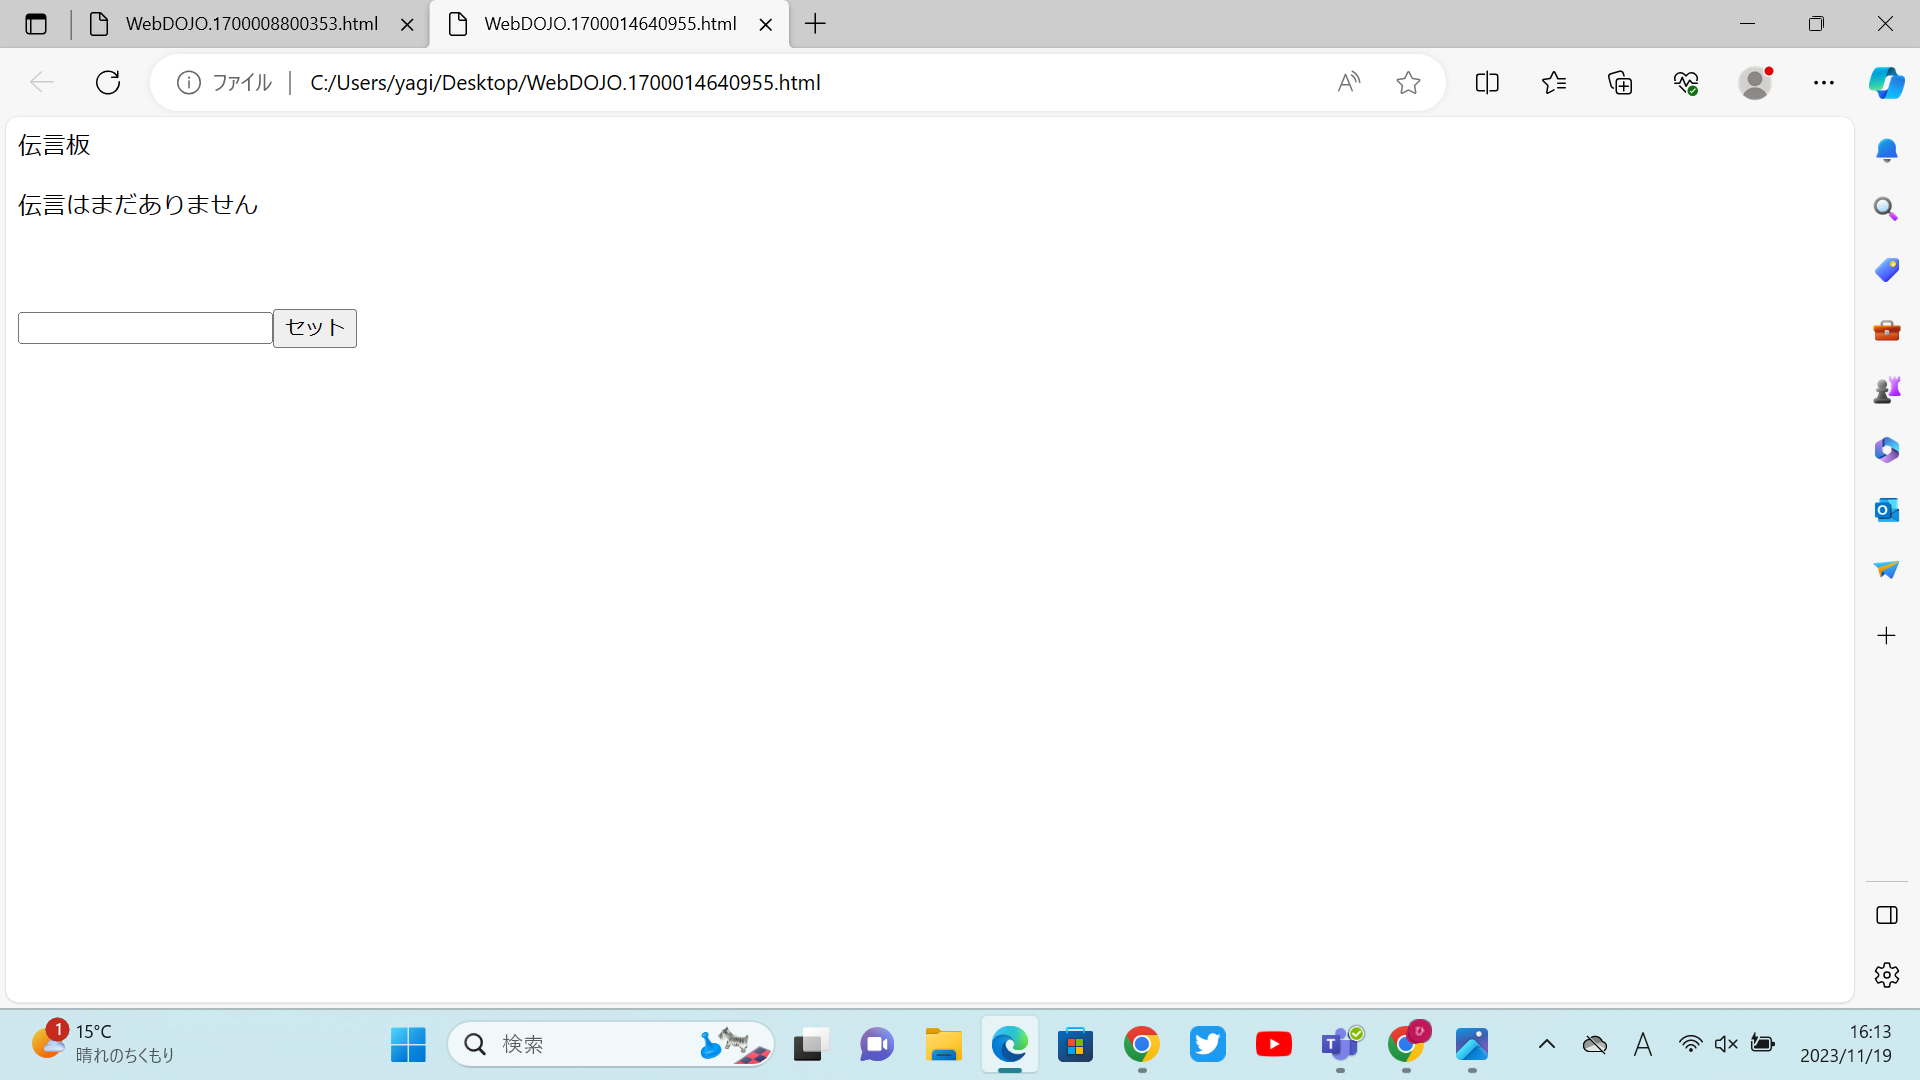 WebDOJO.1700008800353.html
WebDOJO.1700014640955.html
ファイル
C:/Users/yagi/Desktop/WebDOJO.1700014640955.html
伝言板
伝言はまだありません
セット
1
15°C
晴れのちくもり
検索
A
16:13
2023/11/19